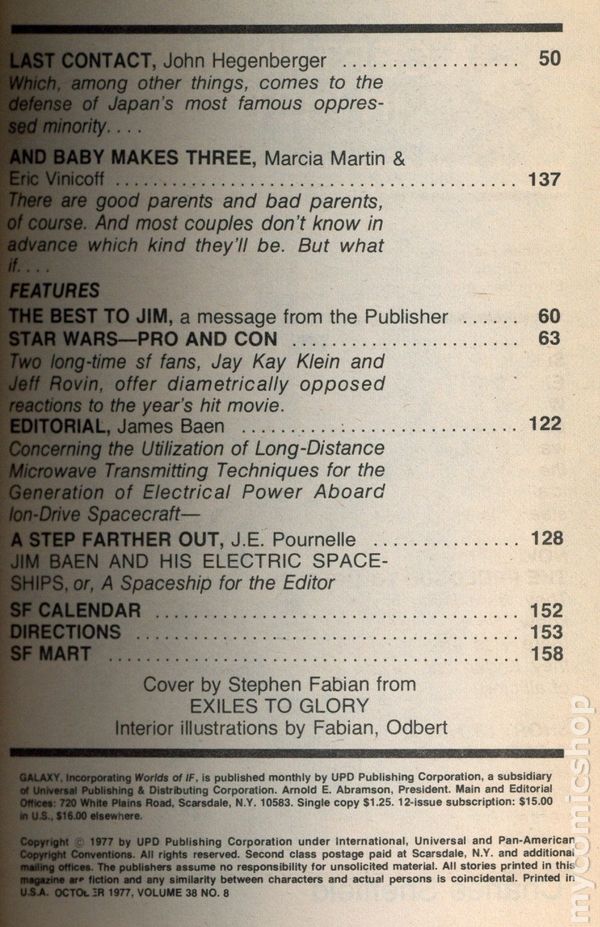 LAST CONTACT, John Hegenberger .................. 50
Which, among other things, comes to the
defense of Japan's most famous oppres-
sed minority....
AND BABY MAKES THREE, Marcia Martin &
Eric Vinicoff .................................... 137
There are good parents and bad parents,
of course. And most couples don't know in
advance which kind they'll be. But what
if....
FEATURES
THE BEST TO JIM, a message from the Publisher ...... 60
STAR WARS—PRO AND CON ...................... 63
Two long-time sf fans, Jay Kay Klein and
Jeff Rovin, offer diametrically opposed
reactions to the year's hit movie.
EDITORIAL, James Baen .......................... 122
Concerning the Utilization of Long-Distance
Microwave Transmitting Techniques for the
Generation of Electrical Power Aboard
Ion-Drive Spacecraft—
A STEP FARTHER OUT, J.E. Pournelle .............. 128
JIM BAEN AND HIS ELECTRIC SPACE-
SHIPS, or, A Spaceship for the Editor
SF CALENDAR .................................. 152
DIRECTIONS .................................... 153
SF MART ....................................... 158
Cover by Stephen Fabian from
EXILES TO GLORY
Interior illustrations by Fabian, Odbert
GALAXY, Incorporating Worlds of IF, is published monthly by UPD Publishing Corporation, a subsidiary
of Universal Publishing & Distributing Corporation. Arnold E. Abramson, President. Main and Editorial
Offices: 720 White Plains Road, Scarsdale, N.Y. 10583. Single copy $1.25. 12-issue subscription: $15.00
in U.S., $16.00 elsewhere.
Copyright © 1977 by UPD Publishing Corporation under International, Universal and Pan-American
Copyright Conventions. All rights reserved. Second class postage paid at Scarsdale, N.Y. and additional
mailing offices. The publishers assume no responsibility for unsolicited material. All stories printed in this
magazine are fiction and any similarity between characters and actual persons is coincidental. Printed in
U.S.A. OCTOBER 1977, VOLUME 38 NO. 8
mycomicshop